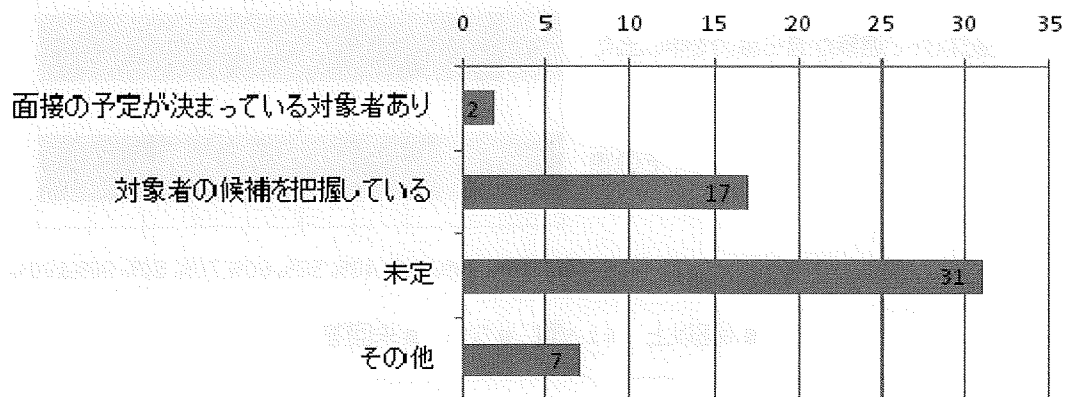 0 5 10 15 20 25 30 35
面接の予定が決まっている対象者あり 2
対象者の候補を把握している 17
未定 31
その他 7